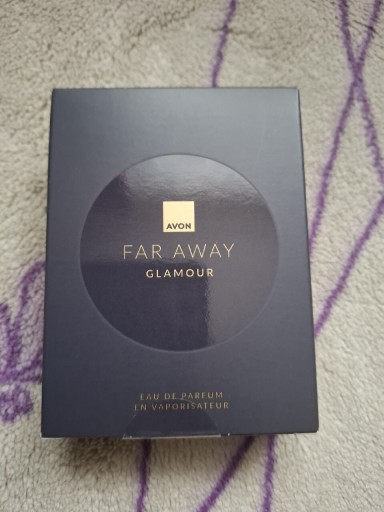 AVON
FAR AWAY
GLAMOUR
EAU DE PARFUM
EN VAPORISATEUR